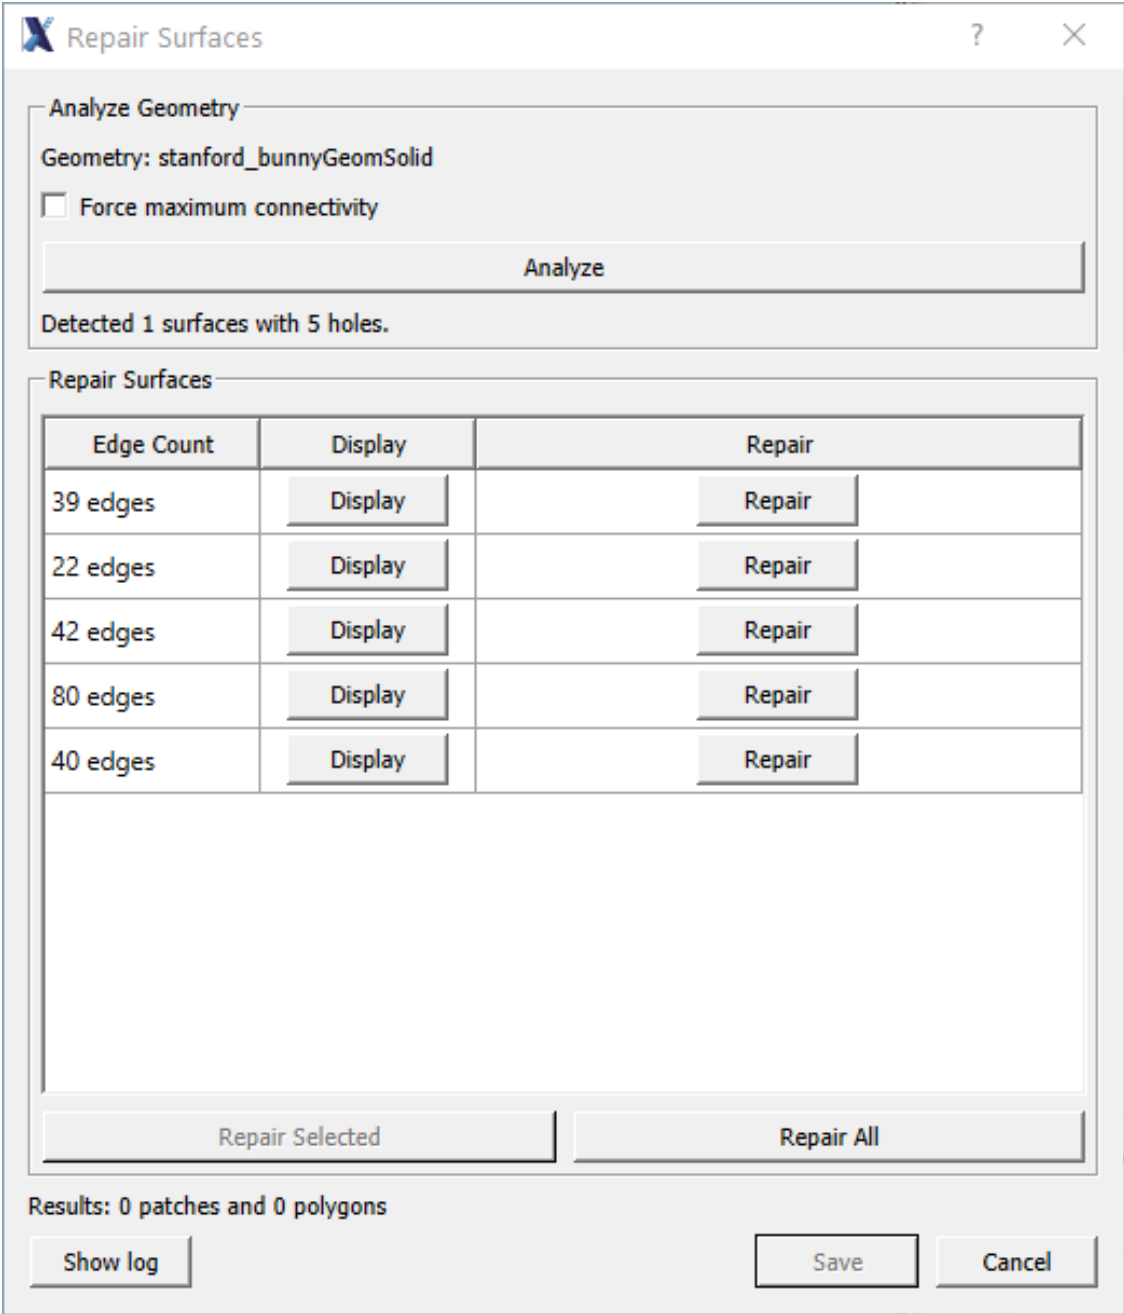 Repair Surfaces ?
Analyze Geometry
Geometry: stanford_bunnyGeomSolid
Force maximum connectivity
Analyze
Detected 1 surfaces with 5 holes.
Repair Surfaces
Edge Count Display Repair
39 edges Display Repair
22 edges Display Repair
42 edges Display Repair
80 edges Display Repair
40 edges Display Repair
Repair Selected Repair All
Results: 0 patches and 0 polygons
Show log Save Cancel